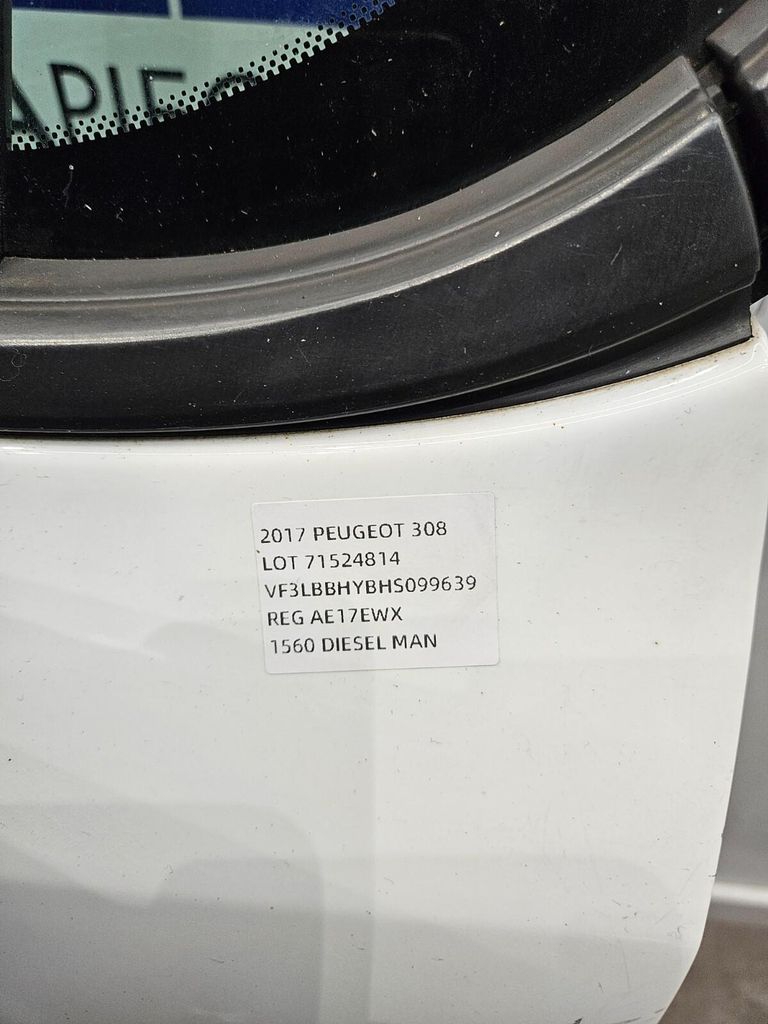 2017 PEUGEOT 308
LOT 71524814
VF3LBBHYBHS099639
REG AE17EWX
1560 DIESEL MAN